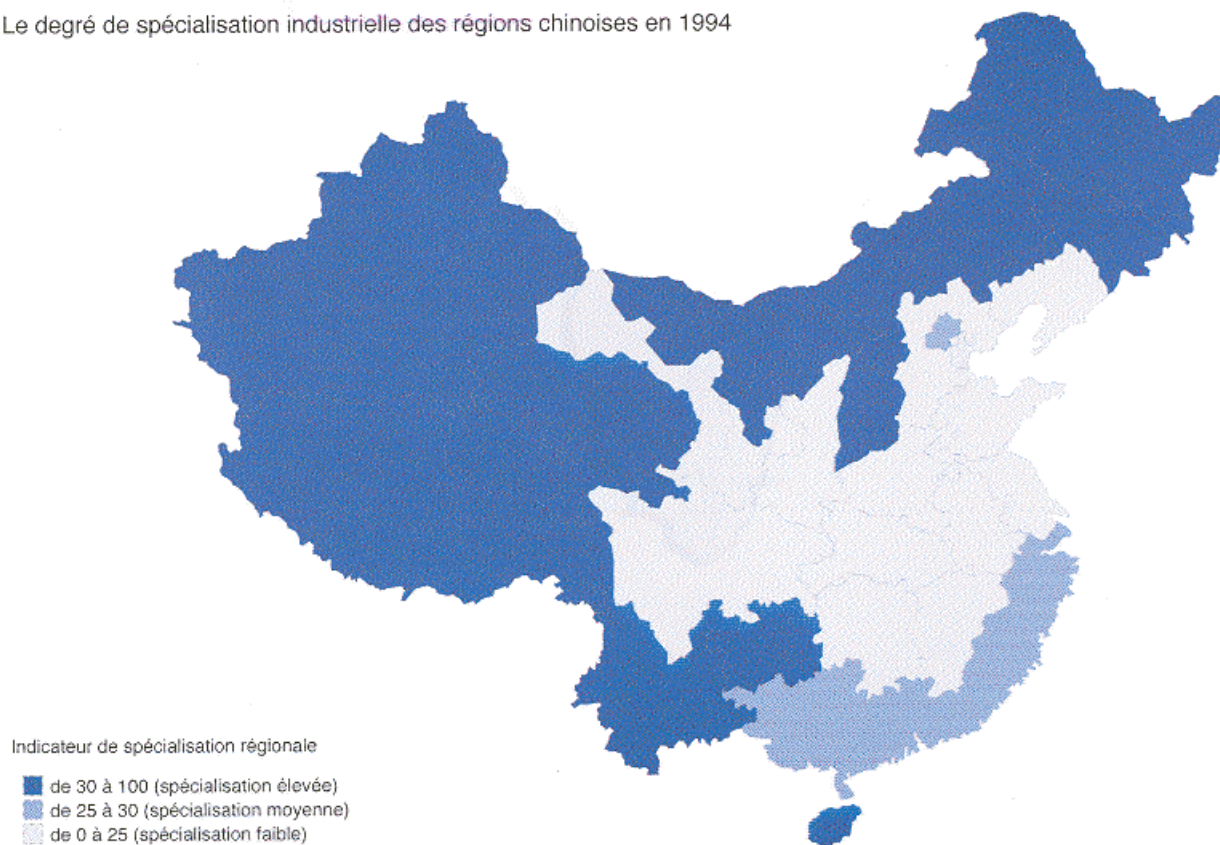 Le degré de spécialisation industrielle des régions chinoises en 1994
Indicateur de spécialisation régionale
de 30 à 100 (spécialisation élevée)
de 25 à 30 (spécialisation moyenne)
de 0 à 25 (spécialisation faible)